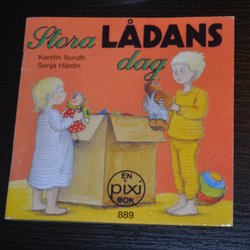 Stora LÅDANS
dag
Kerstin Sundh
Sonja Härdin
EN
pixi
BOK
889